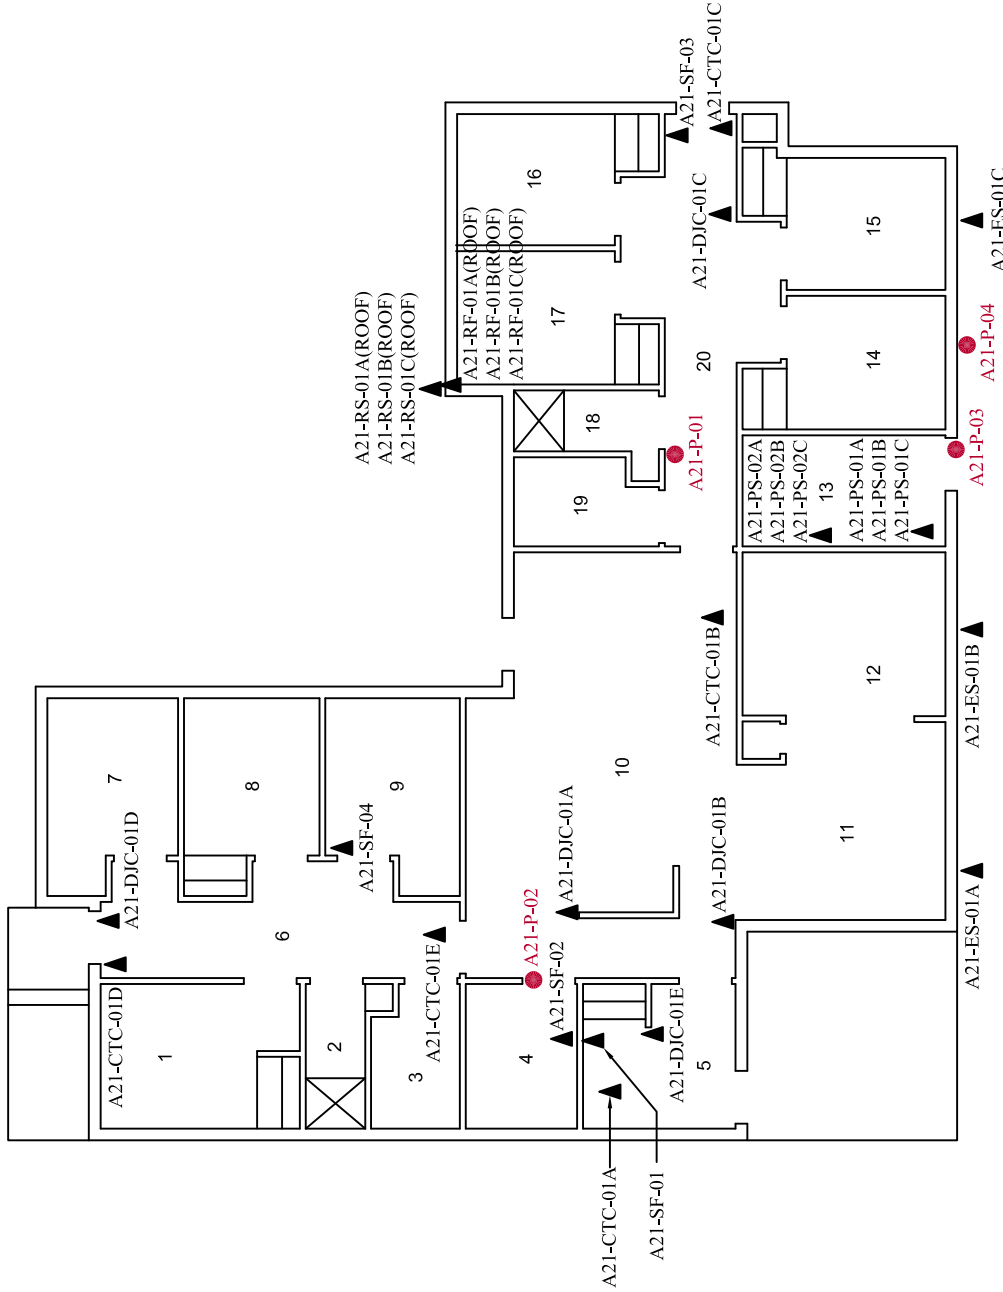 A21-RS-01A(ROOF)
A21-RS-01B(ROOF)
A21-RS-01C(ROOF)
A21-RF-01A(ROOF)
A21-RF-01B(ROOF)
A21-RF-01C(ROOF)
16
17
18
19
20
A21-SF-03
A21-CTC-01C
A21-DJC-01C
15
14
A21-ES-01C
A21-P-04
A21-P-03
A21-P-01
A21-PS-02A
A21-PS-02B
A21-PS-02C
13
A21-PS-01A
A21-PS-01B
A21-PS-01C
7
8
9
A21-DJC-01D
A21-SF-04
6
A21-CTC-01D
1
2
3
A21-CTC-01E
4
A21-P-02
A21-SF-02
A21-DJC-01A
10
A21-CTC-01B
12
11
A21-DJC-01B
A21-ES-01B
A21-ES-01A
A21-DJC-01E
5
A21-CTC-01A
A21-SF-01